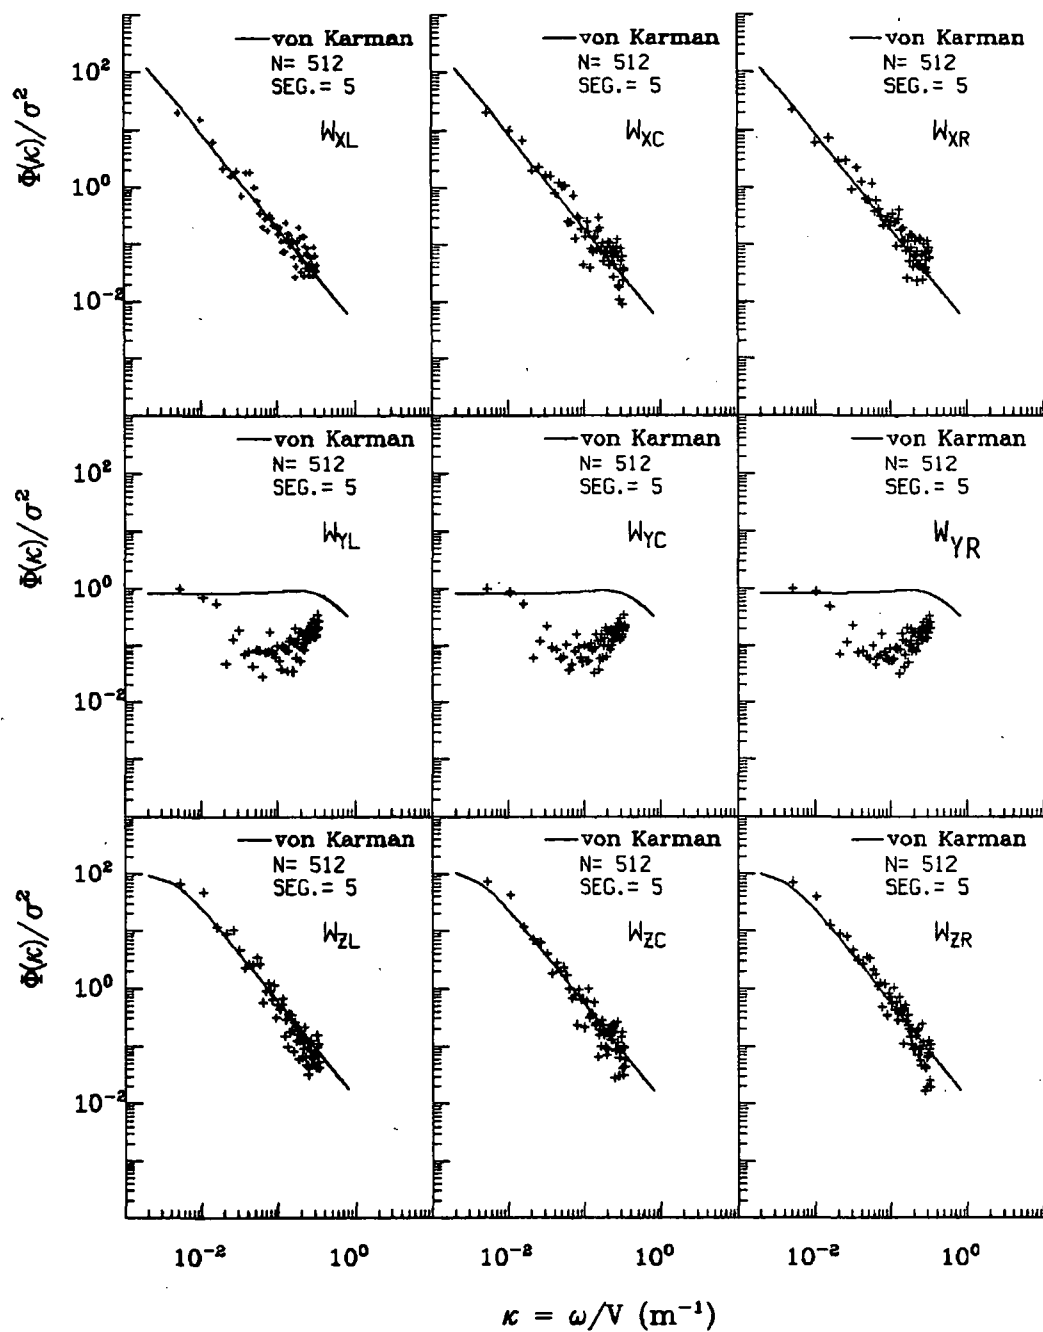 von Karman
N= 512
SEG.= 5
W_XL
von Karman
N= 512
SEG.= 5
W_XC
von Karman
N= 512
SEG.= 5
W_XR
10²
10⁰
10⁻²
Φ(κ)/σ²
von Karman
N= 512
SEG.= 5
W_YL
von Karman
N= 512
SEG.= 5
W_YC
von Karman
N= 512
SEG.= 5
W_YR
10²
10⁰
10⁻²
Φ(κ)/σ²
von Karman
N= 512
SEG.= 5
W_ZL
von Karman
N= 512
SEG.= 5
W_ZC
von Karman
N= 512
SEG.= 5
W_ZR
10²
10⁰
10⁻²
Φ(κ)/σ²
10⁻² 10⁰ 10⁻² 10⁰ 10⁻² 10⁰
κ = ω/V (m⁻¹)